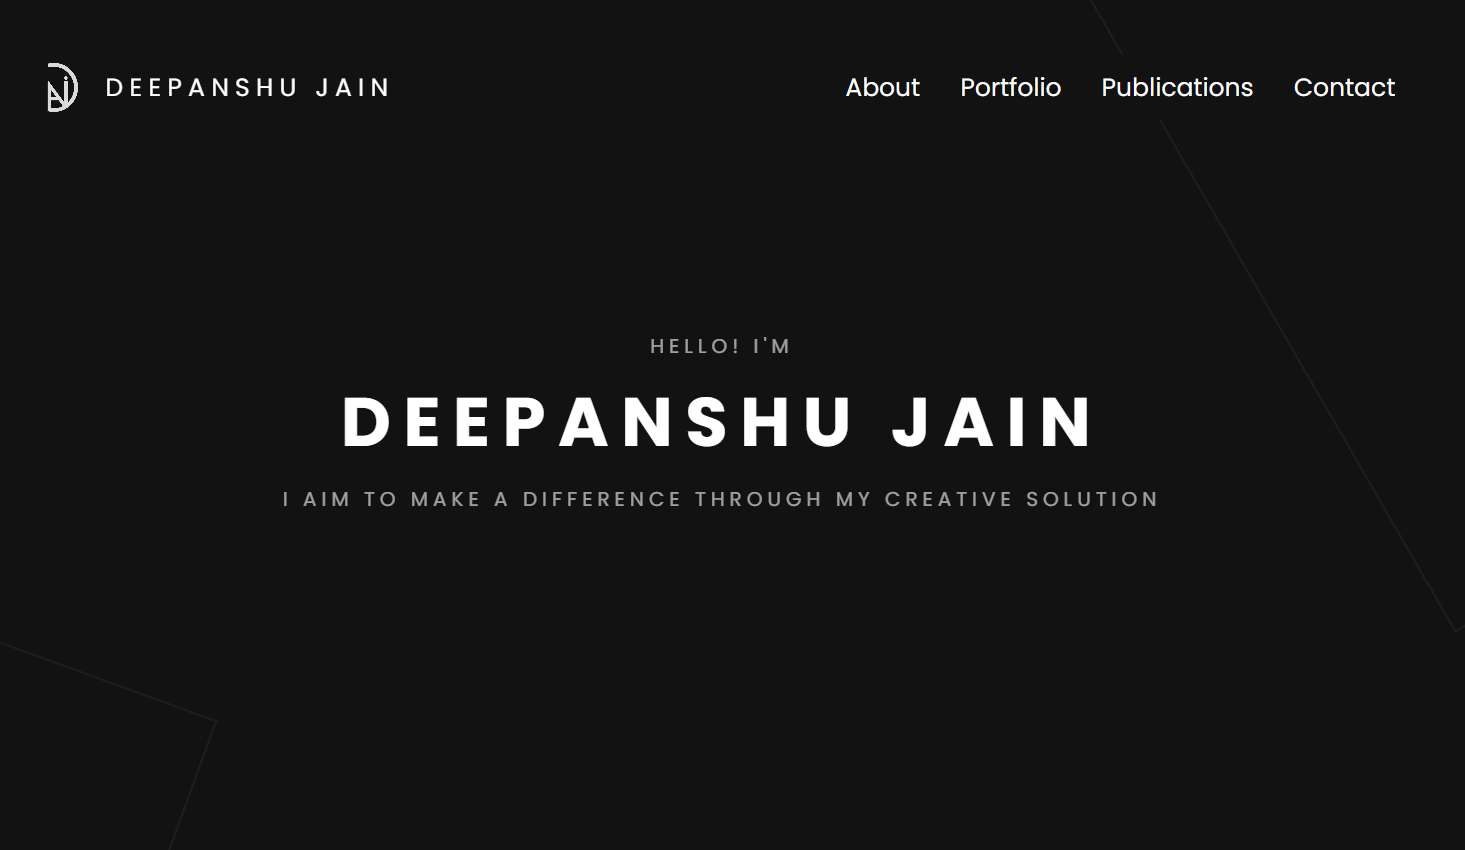 DEEPANSHU JAIN
About Portfolio Publications Contact
HELLO! I'M
DEEPANSHU JAIN
I AIM TO MAKE A DIFFERENCE THROUGH MY CREATIVE SOLUTION